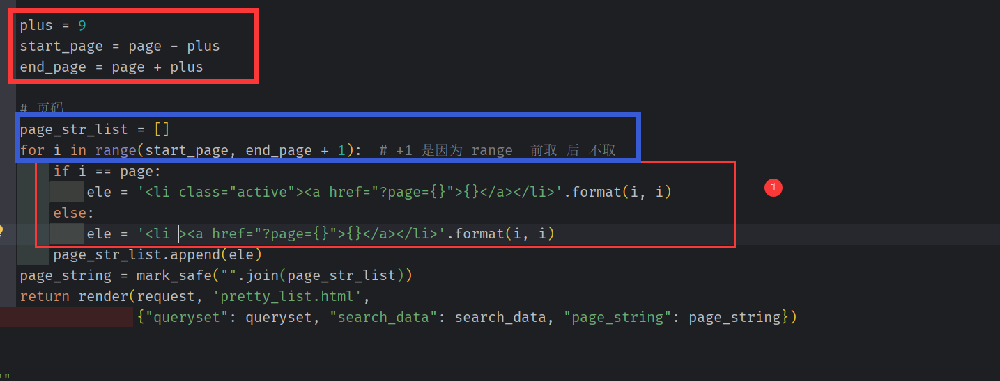 plus = 9
start_page = page - plus
end_page = page + plus
# 页码
page_str_list = []
for i in range(start_page, end_page + 1):  # +1 是因为 range  前取 后 不取
if i == page:
ele = '<li class="active"><a href="?page={}">{}</a></li>'.format(i, i)
1
else:
ele = '<li ><a href="?page={}">{}</a></li>'.format(i, i)
page_str_list.append(ele)
page_string = mark_safe("".join(page_str_list))
return render(request, 'pretty_list.html',
{"queryset": queryset, "search_data": search_data, "page_string": page_string})
""